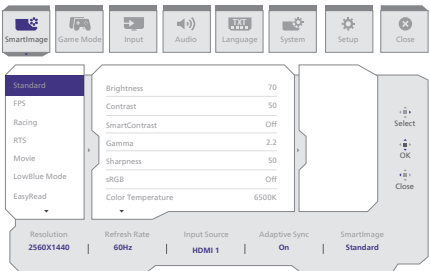 SmartImage Game Mode Input Audio Language System Setup Close
TXT
Standard
FPS
Racing
RTS
Movie
LowBlue Mode
EasyRead
Brightness 70
Contrast 50
SmartContrast Off
Gamma 2.2
Sharpness 50
sRGB Off
Color Temperature 6500K
Select
OK
Close
Resolution Refresh Rate Input Source Adaptive Sync SmartImage
2560X1440 | 60Hz | HDMI 1 | On | Standard